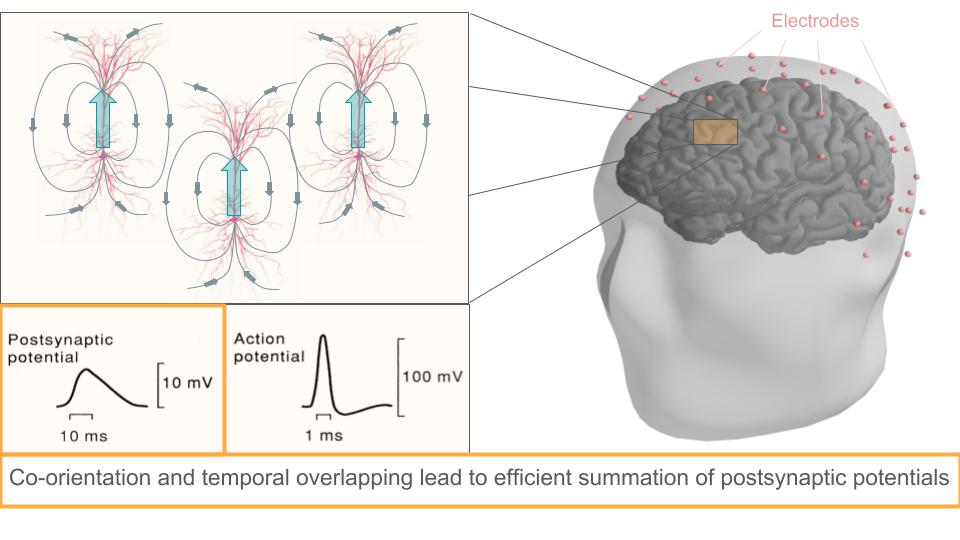 Electrodes
Postsynaptic
potential
10 mV
10 ms
Action
potential
100 mV
1 ms
Co-orientation and temporal overlapping lead to efficient summation of postsynaptic potentials